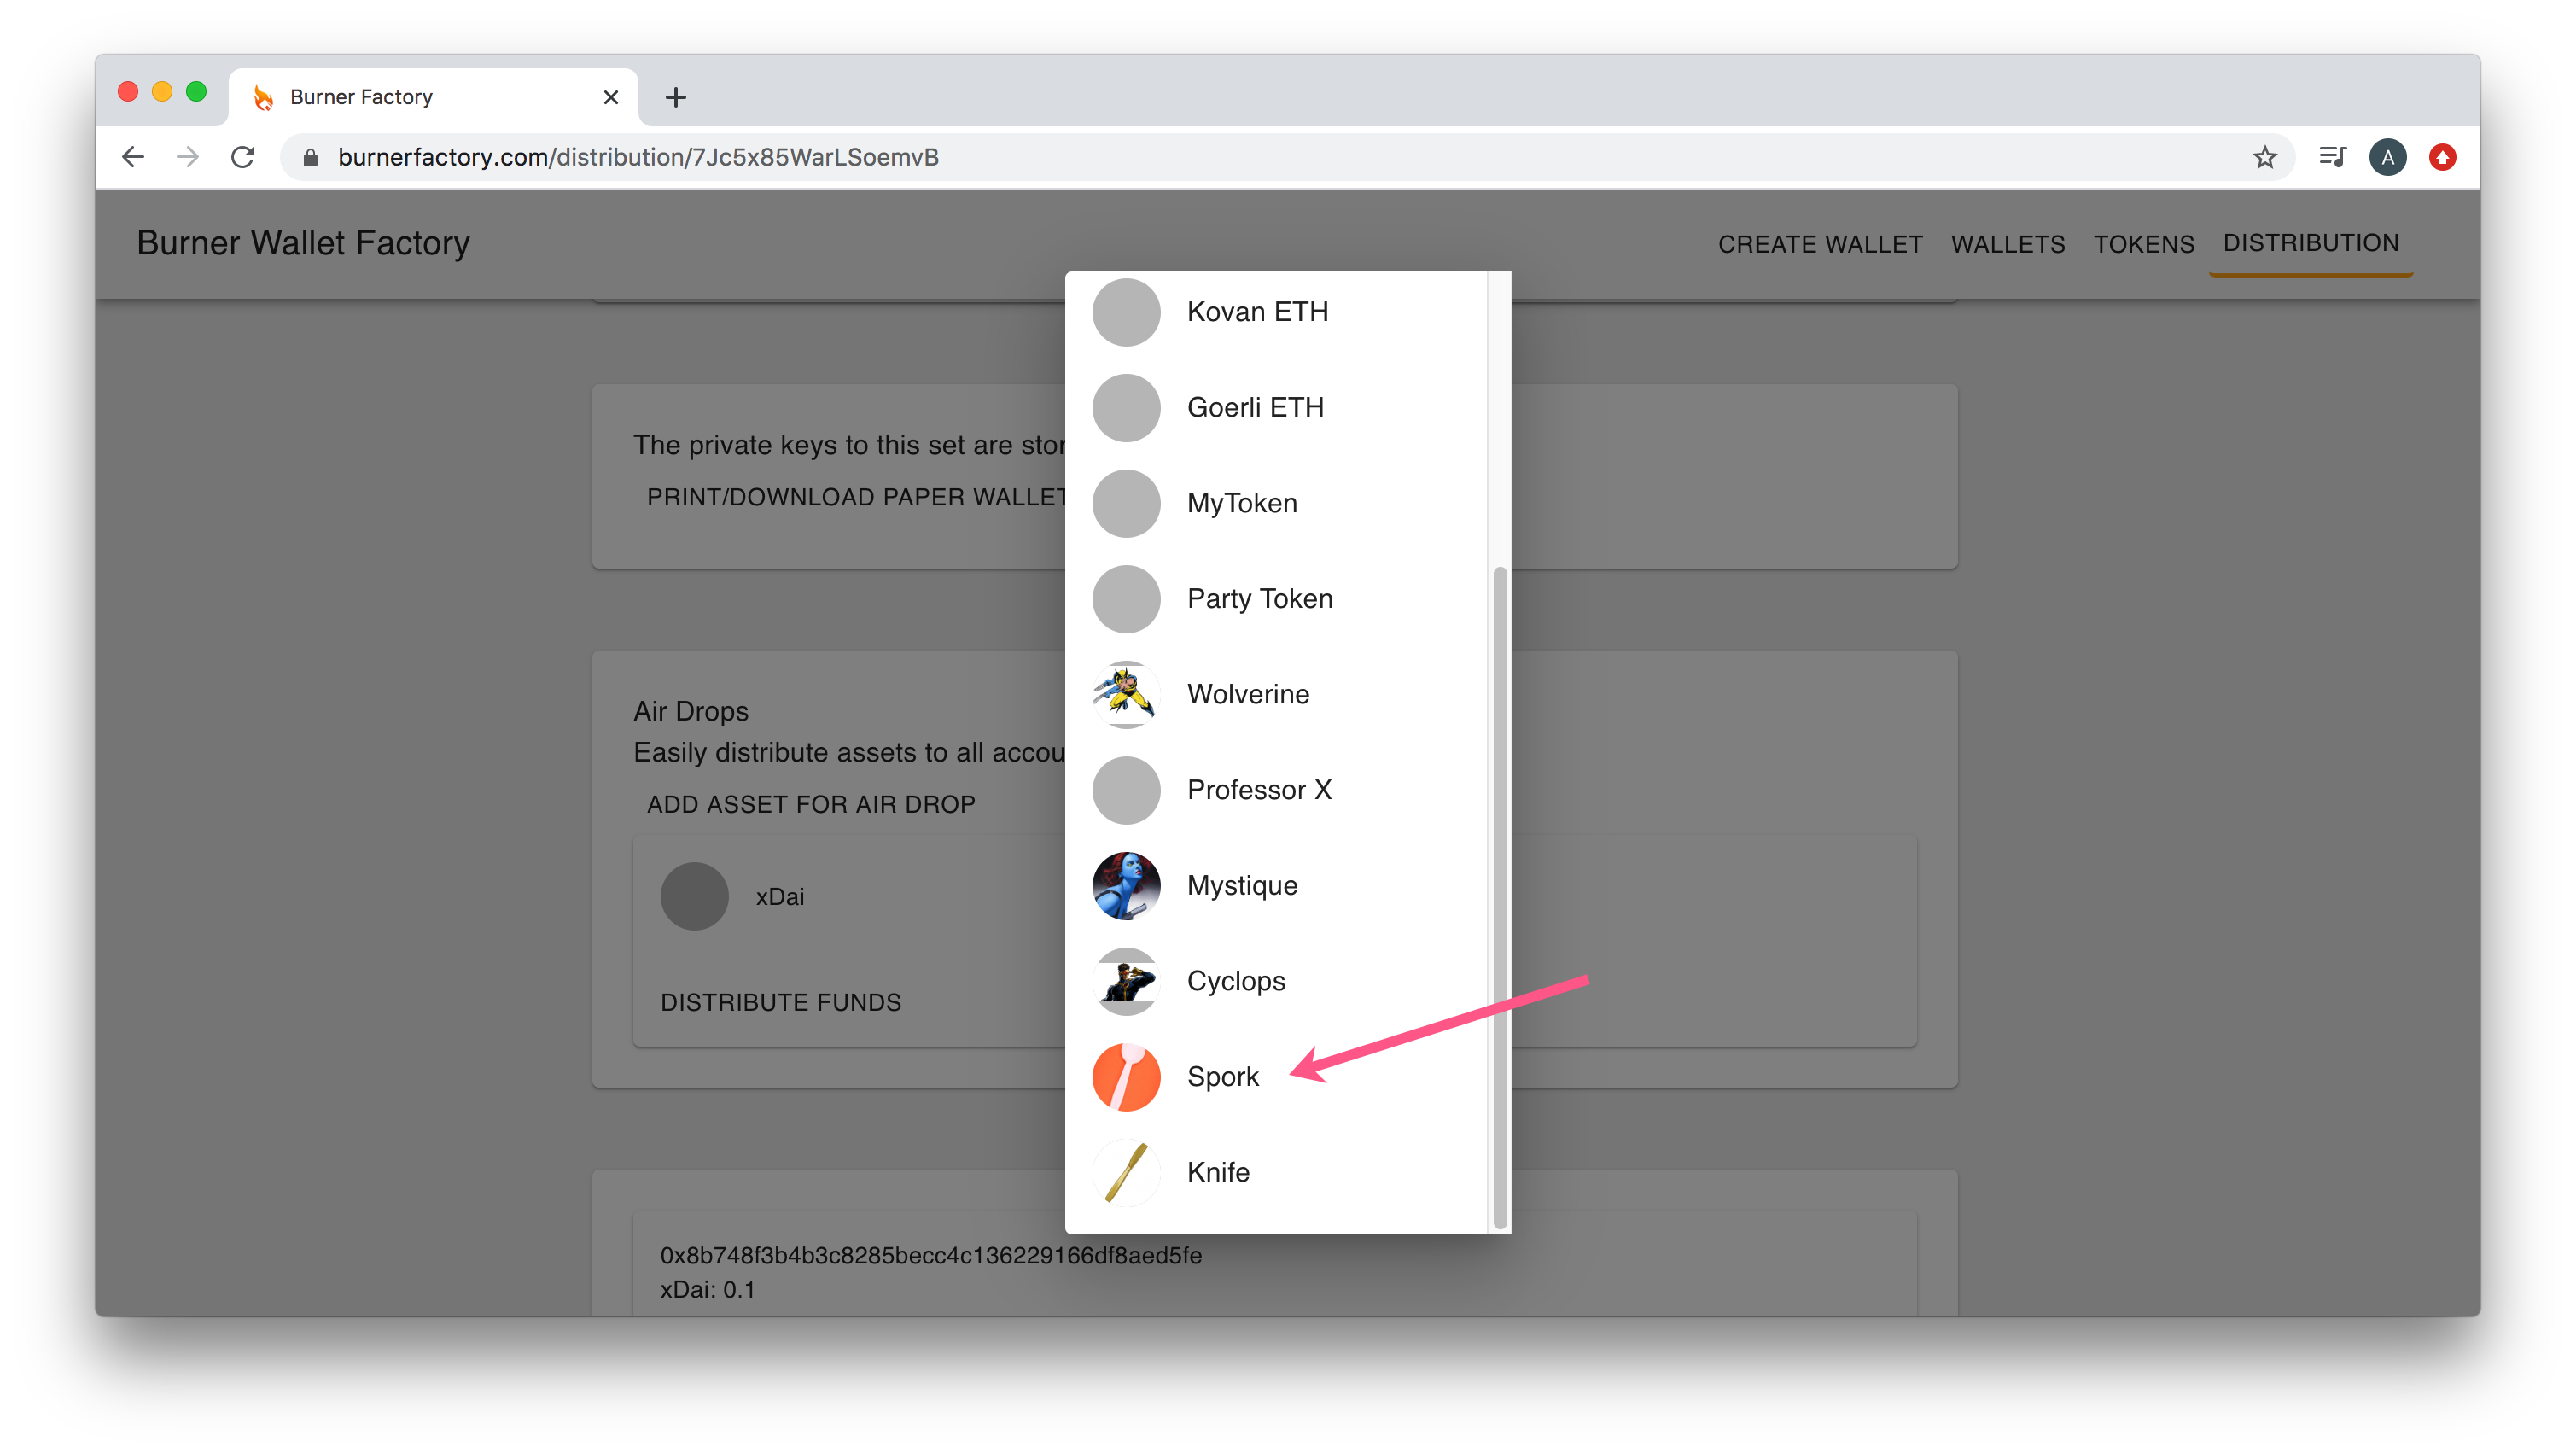 Burner Factory
burnerfactory.com/distribution/7Jc5x85WarLSoemvB
A
Burner Wallet Factory
CREATE WALLET WALLETS TOKENS DISTRIBUTION
Kovan ETH
Goerli ETH
MyToken
Party Token
Wolverine
Professor X
Mystique
Cyclops
Spork
Knife
The private keys to this set are stor
PRINT/DOWNLOAD PAPER WALLET
Air Drops
Easily distribute assets to all accou
ADD ASSET FOR AIR DROP
xDai
DISTRIBUTE FUNDS
0x8b748f3b4b3c8285becc4c136229166df8aed5fe
xDai: 0.1